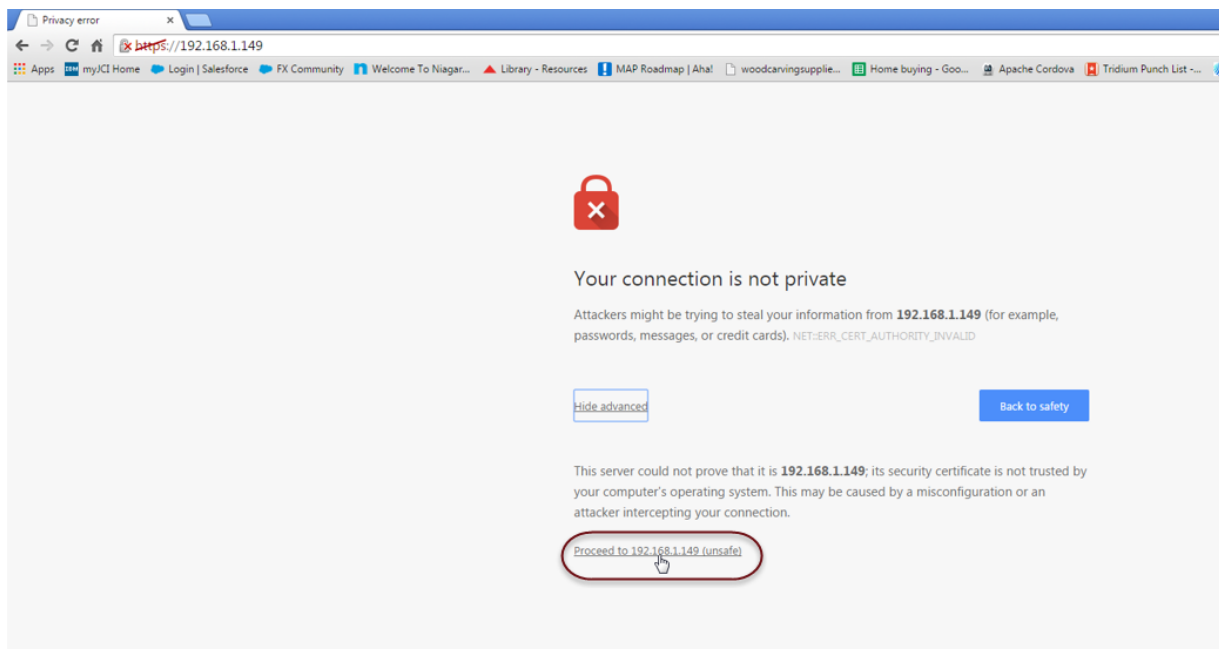 Privacy error
https://192.168.1.149
Apps myJCI Home Login | Salesforce FX Community Welcome To Niagar... Library - Resources MAP Roadmap | Aha! woodcarvingsupplie... Home buying - Goo... Apache Cordova Tridium Punch List -...
Your connection is not private
Attackers might be trying to steal your information from 192.168.1.149 (for example,
passwords, messages, or credit cards). NET::ERR_CERT_AUTHORITY_INVALID
Hide advanced
Back to safety
This server could not prove that it is 192.168.1.149; its security certificate is not trusted by
your computer's operating system. This may be caused by a misconfiguration or an
attacker intercepting your connection.
Proceed to 192.168.1.149 (unsafe)